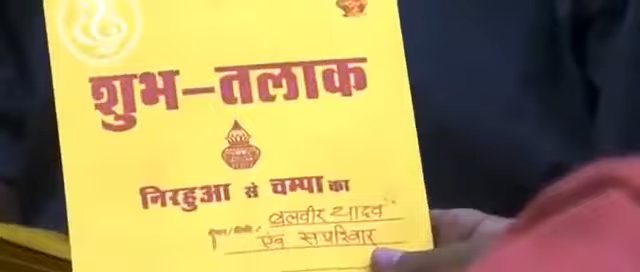 शुभ-तलाक
निरहुआ से चम्पा का
बलवीर यादव
एवं सपरिवार